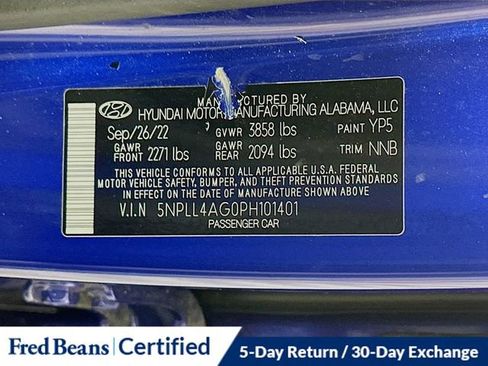 MANUFACTURED BY
HYUNDAI MOTOR MANUFACTURING ALABAMA, LLC
Sep/26/22 GVWR 3858 lbs PAINT YP5
GAWR FRONT 2271 lbs GAWR REAR 2094 lbs TRIM NNB
THIS VEHICLE CONFORMS TO ALL APPLICABLE U.S.A. FEDERAL
MOTOR VEHICLE SAFETY, BUMPER, AND THEFT PREVENTION STANDARDS
IN EFFECT ON THE DATE OF MANUFACTURE SHOWN ABOVE.
V.I.N 5NPLL4AG0PH101401
PASSENGER CAR
Fred Beans Certified 5-Day Return / 30-Day Exchange